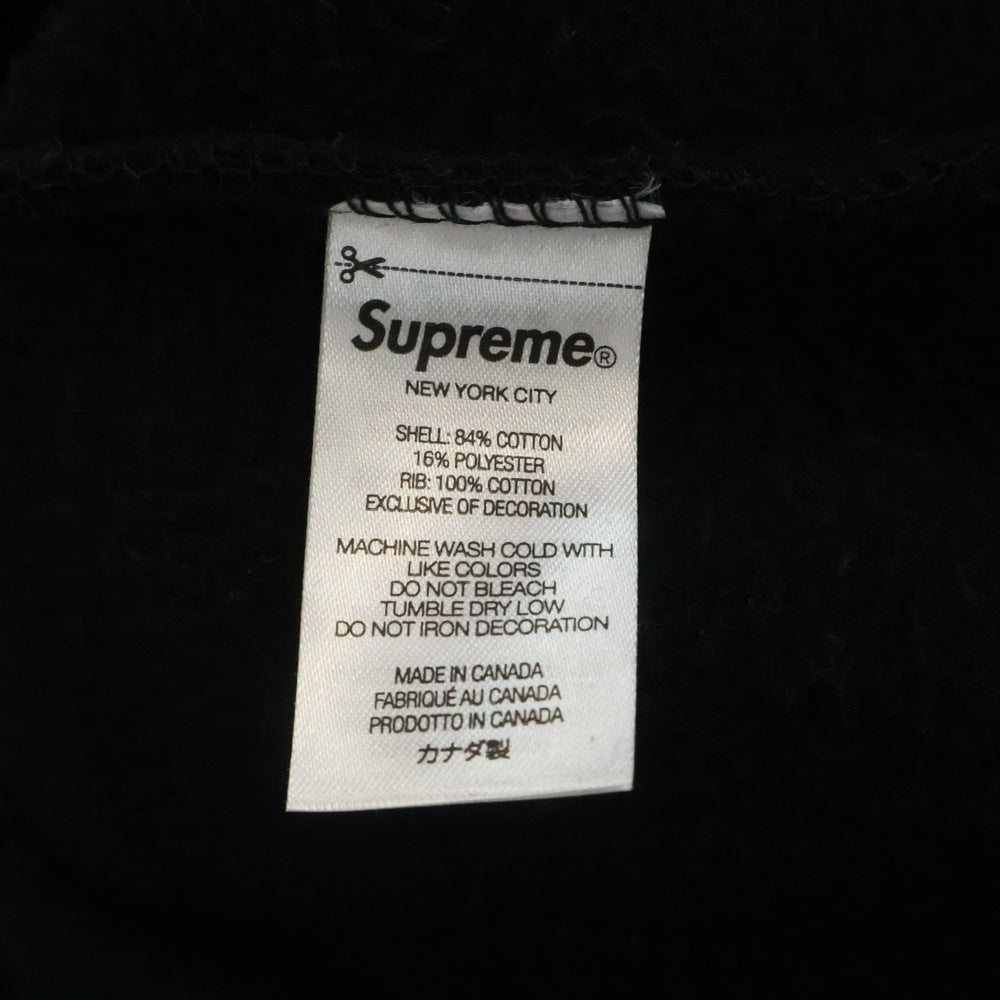 Supreme®
NEW YORK CITY
SHELL: 84% COTTON
16% POLYESTER
RIB: 100% COTTON
EXCLUSIVE OF DECORATION
MACHINE WASH COLD WITH
LIKE COLORS
DO NOT BLEACH
TUMBLE DRY LOW
DO NOT IRON DECORATION
MADE IN CANADA
FABRIQUÉ AU CANADA
PRODOTTO IN CANADA
カナダ製